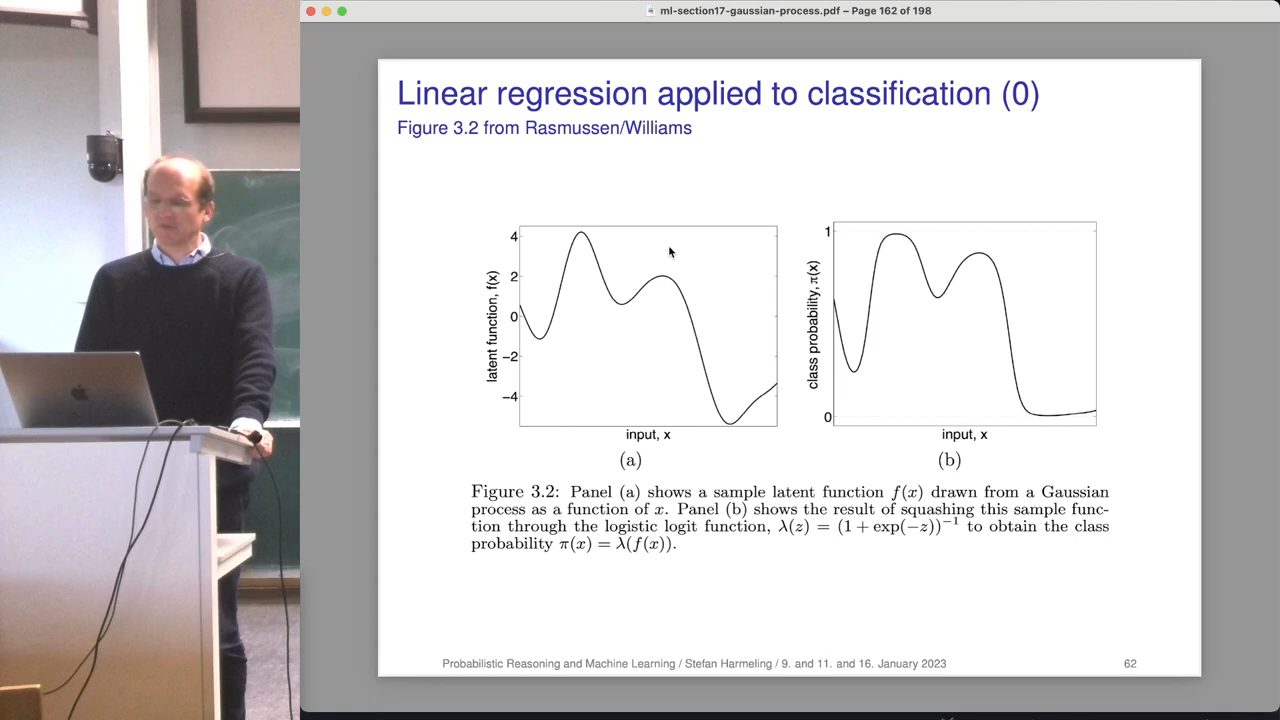 ml-section17-gaussian-process.pdf – Page 162 of 198
Linear regression applied to classification (0)
Figure 3.2 from Rasmussen/Williams
4
2
0
−2
−4
latent function, f(x)
input, x
(a)
1
0
class probability, π(x)
input, x
(b)
Figure 3.2: Panel (a) shows a sample latent function f(x) drawn from a Gaussian
process as a function of x. Panel (b) shows the result of squashing this sample func-
tion through the logistic logit function, λ(z) = (1 + exp(−z))⁻¹ to obtain the class
probability π(x) = λ(f(x)).
Probabilistic Reasoning and Machine Learning / Stefan Harmeling / 9. and 11. and 16. January 2023
62